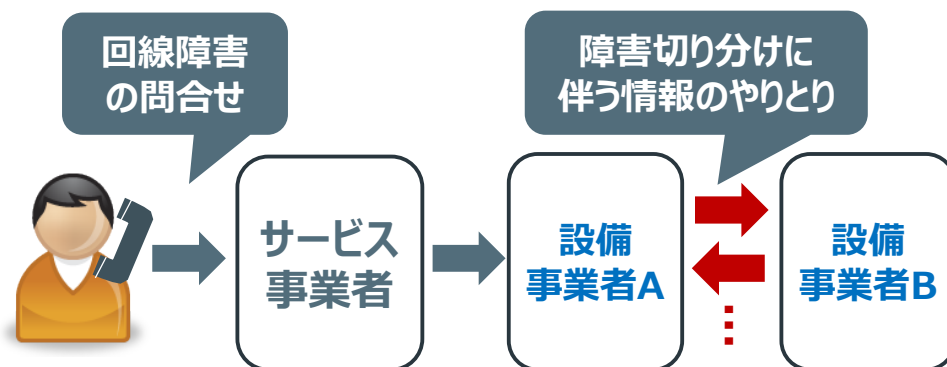 回線障害
の問合せ
障害切り分けに
伴う情報のやりとり
サービス
事業者
設備
事業者A
設備
事業者B